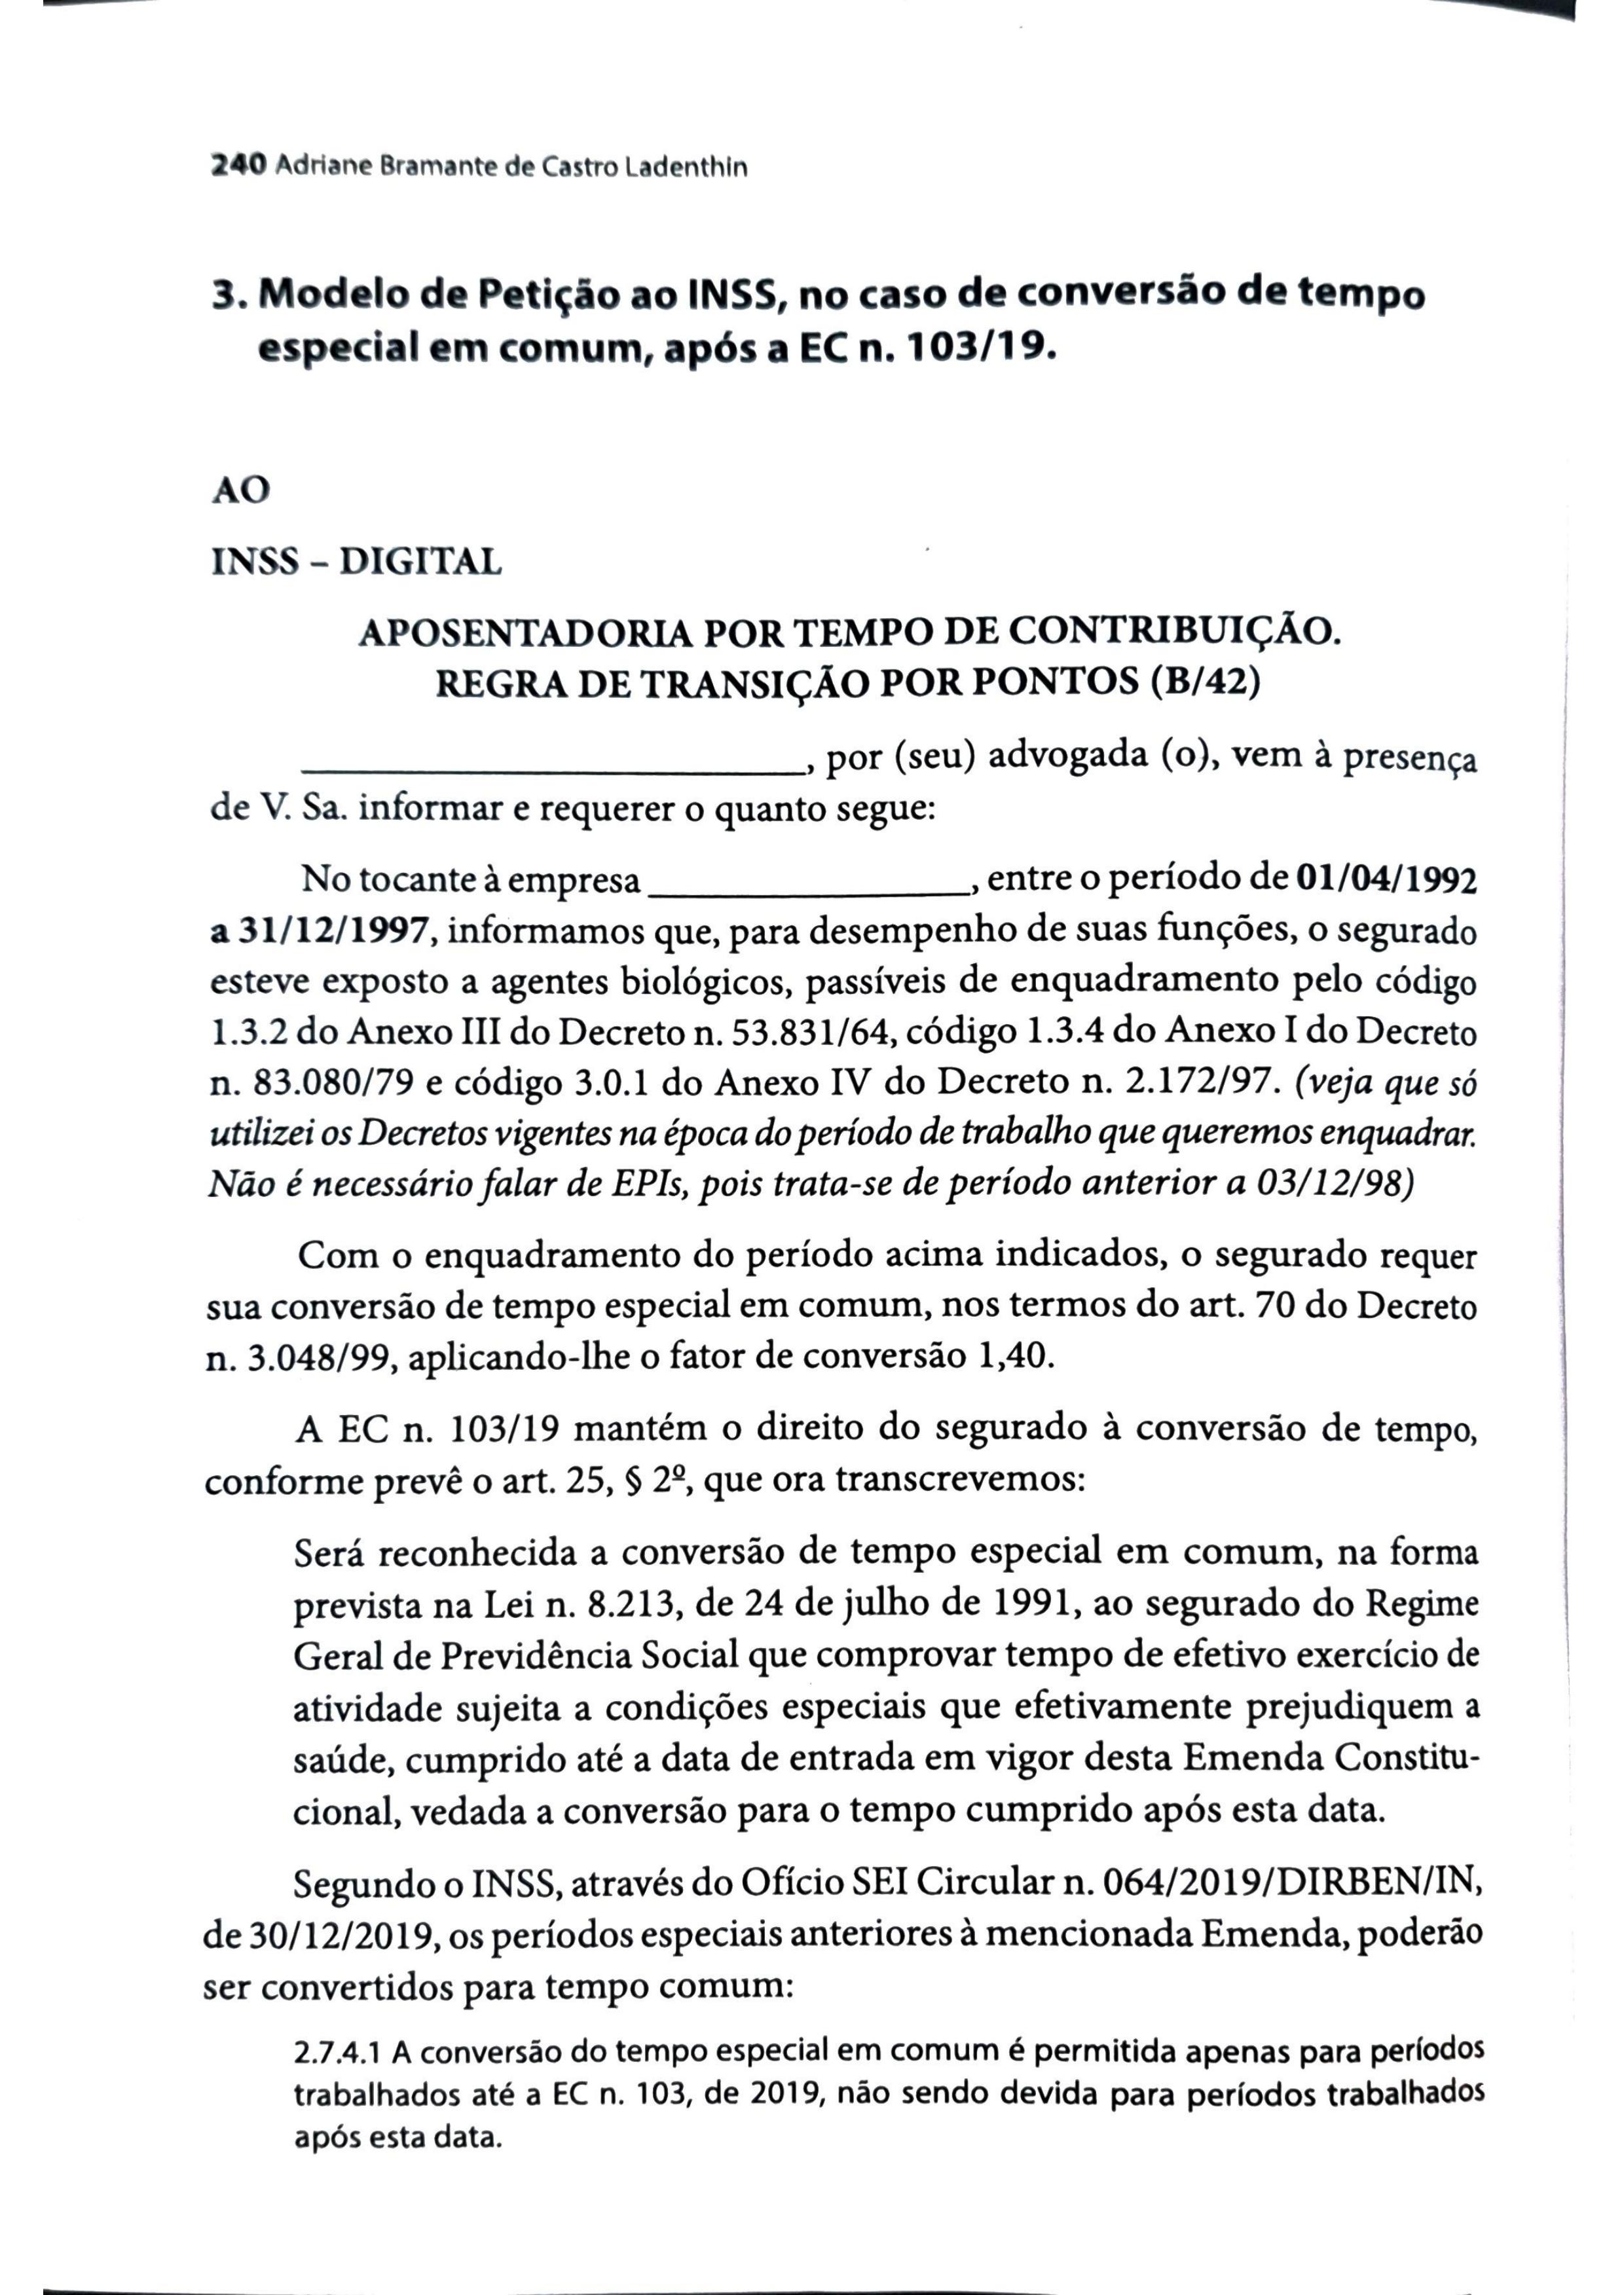 240 Adriane Bramante de Castro Ladenthin
3. Modelo de Petição ao INSS, no caso de conversão de tempo
especial em comum, após a EC n. 103/19.
AO
INSS – DIGITAL
APOSENTADORIA POR TEMPO DE CONTRIBUIÇÃO.
REGRA DE TRANSIÇÃO POR PONTOS (B/42)
__________________________, por (seu) advogada (o), vem à presença
de V. Sa. informar e requerer o quanto segue:
No tocante à empresa _________________, entre o período de 01/04/1992
a 31/12/1997, informamos que, para desempenho de suas funções, o segurado
esteve exposto a agentes biológicos, passíveis de enquadramento pelo código
1.3.2 do Anexo III do Decreto n. 53.831/64, código 1.3.4 do Anexo I do Decreto
n. 83.080/79 e código 3.0.1 do Anexo IV do Decreto n. 2.172/97. (veja que só
utilizei os Decretos vigentes na época do período de trabalho que queremos enquadrar.
Não é necessário falar de EPIs, pois trata-se de período anterior a 03/12/98)
Com o enquadramento do período acima indicados, o segurado requer
sua conversão de tempo especial em comum, nos termos do art. 70 do Decreto
n. 3.048/99, aplicando-lhe o fator de conversão 1,40.
A EC n. 103/19 mantém o direito do segurado à conversão de tempo,
conforme prevê o art. 25, § 2º, que ora transcrevemos:
Será reconhecida a conversão de tempo especial em comum, na forma
prevista na Lei n. 8.213, de 24 de julho de 1991, ao segurado do Regime
Geral de Previdência Social que comprovar tempo de efetivo exercício de
atividade sujeita a condições especiais que efetivamente prejudiquem a
saúde, cumprido até a data de entrada em vigor desta Emenda Constitu-
cional, vedada a conversão para o tempo cumprido após esta data.
Segundo o INSS, através do Ofício SEI Circular n. 064/2019/DIRBEN/IN,
de 30/12/2019, os períodos especiais anteriores à mencionada Emenda, poderão
ser convertidos para tempo comum:
2.7.4.1 A conversão do tempo especial em comum é permitida apenas para períodos
trabalhados até a EC n. 103, de 2019, não sendo devida para períodos trabalhados
após esta data.